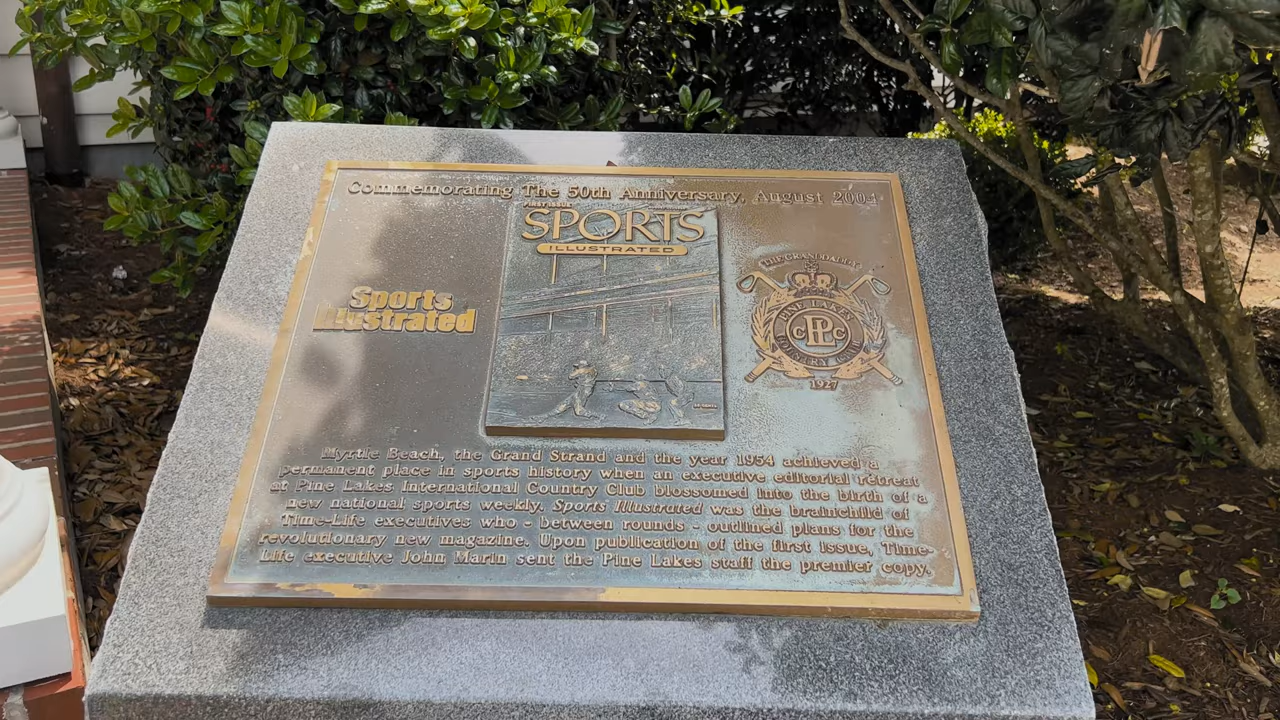 Commemorating The 50th Anniversary, August 2004
FIRST ISSUE
SPORTS
ILLUSTRATED
Sports
Illustrated
THE GRANDDADDY
PINE LAKES
CPLC
COUNTRY CLUB
1927
Myrtle Beach, the Grand Strand and the year 1954 achieved a
permanent place in sports history when an executive editorial retreat
at Pine Lakes International Country Club blossomed into the birth of a
new national sports weekly. Sports Illustrated was the brainchild of
Time-Life executives who - between rounds - outlined plans for the
revolutionary new magazine. Upon publication of the first issue, Time-
Life executive John Marin sent the Pine Lakes staff the premier copy.